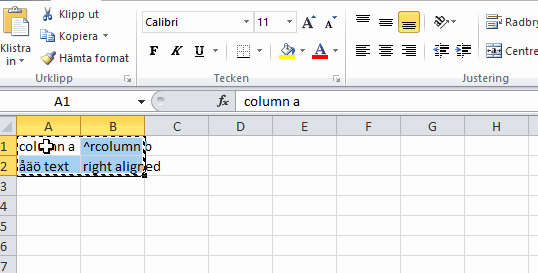 Klipp ut
Kopiera
Hämta format
Klistra
in
Urklipp
Calibri
11
F K U
A A
A
Tecken
Radbry
Centre
Justering
A1
fx
column a
A B C D E F G H
1 column a ^rcolumn b
2 åäö text right aligned
3
4
5
6
7